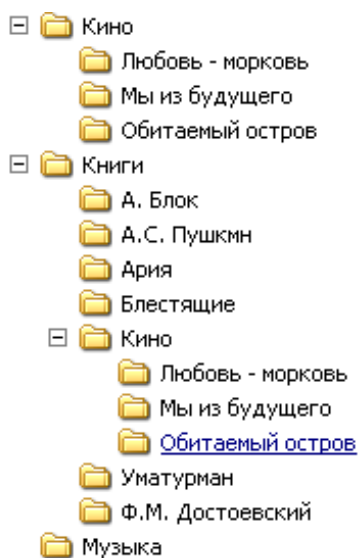 Кино
Любовь - морковь
Мы из будущего
Обитаемый остров
Книги
А. Блок
А.С. Пушкмн
Ария
Блестящие
Кино
Любовь - морковь
Мы из будущего
Обитаемый остров
Уматурман
Ф.М. Достоевский
Музыка